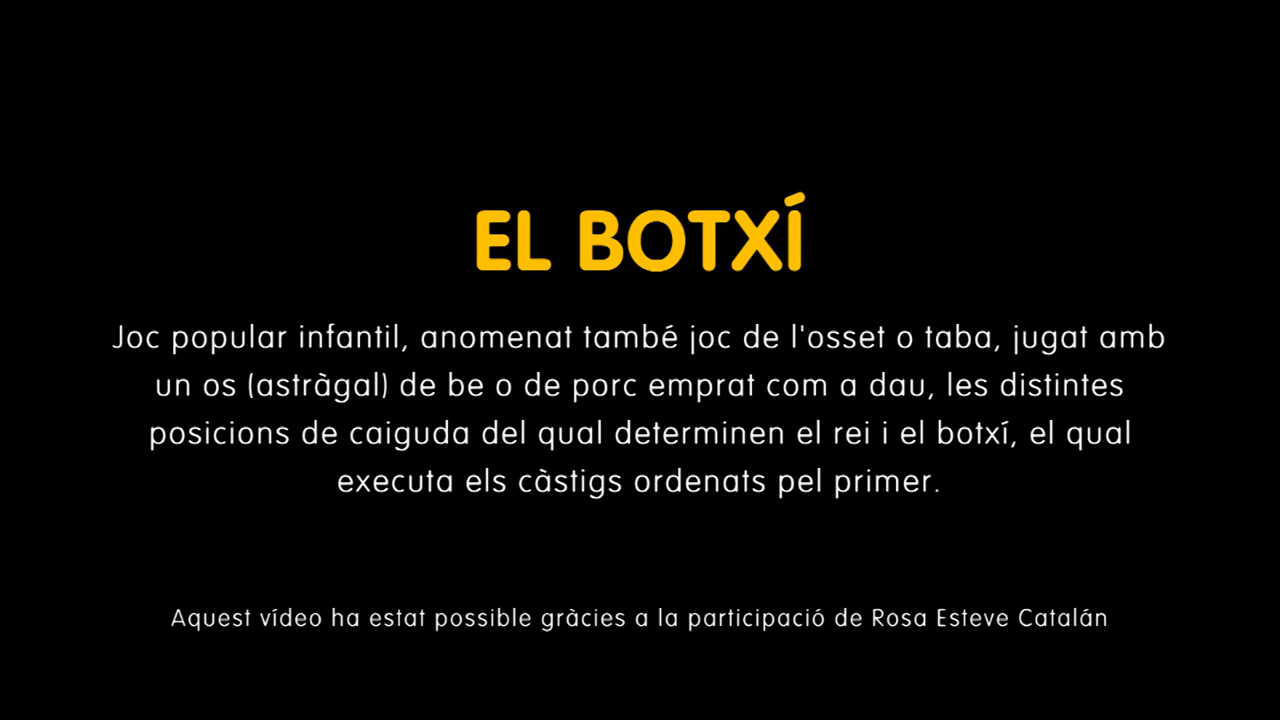 EL BOTXÍ
Joc popular infantil, anomenat també joc de l'osset o taba, jugat amb
un os (astràgal) de be o de porc emprat com a dau, les distintes
posicions de caiguda del qual determinen el rei i el botxí, el qual
executa els càstigs ordenats pel primer.
Aquest vídeo ha estat possible gràcies a la participació de Rosa Esteve Catalán